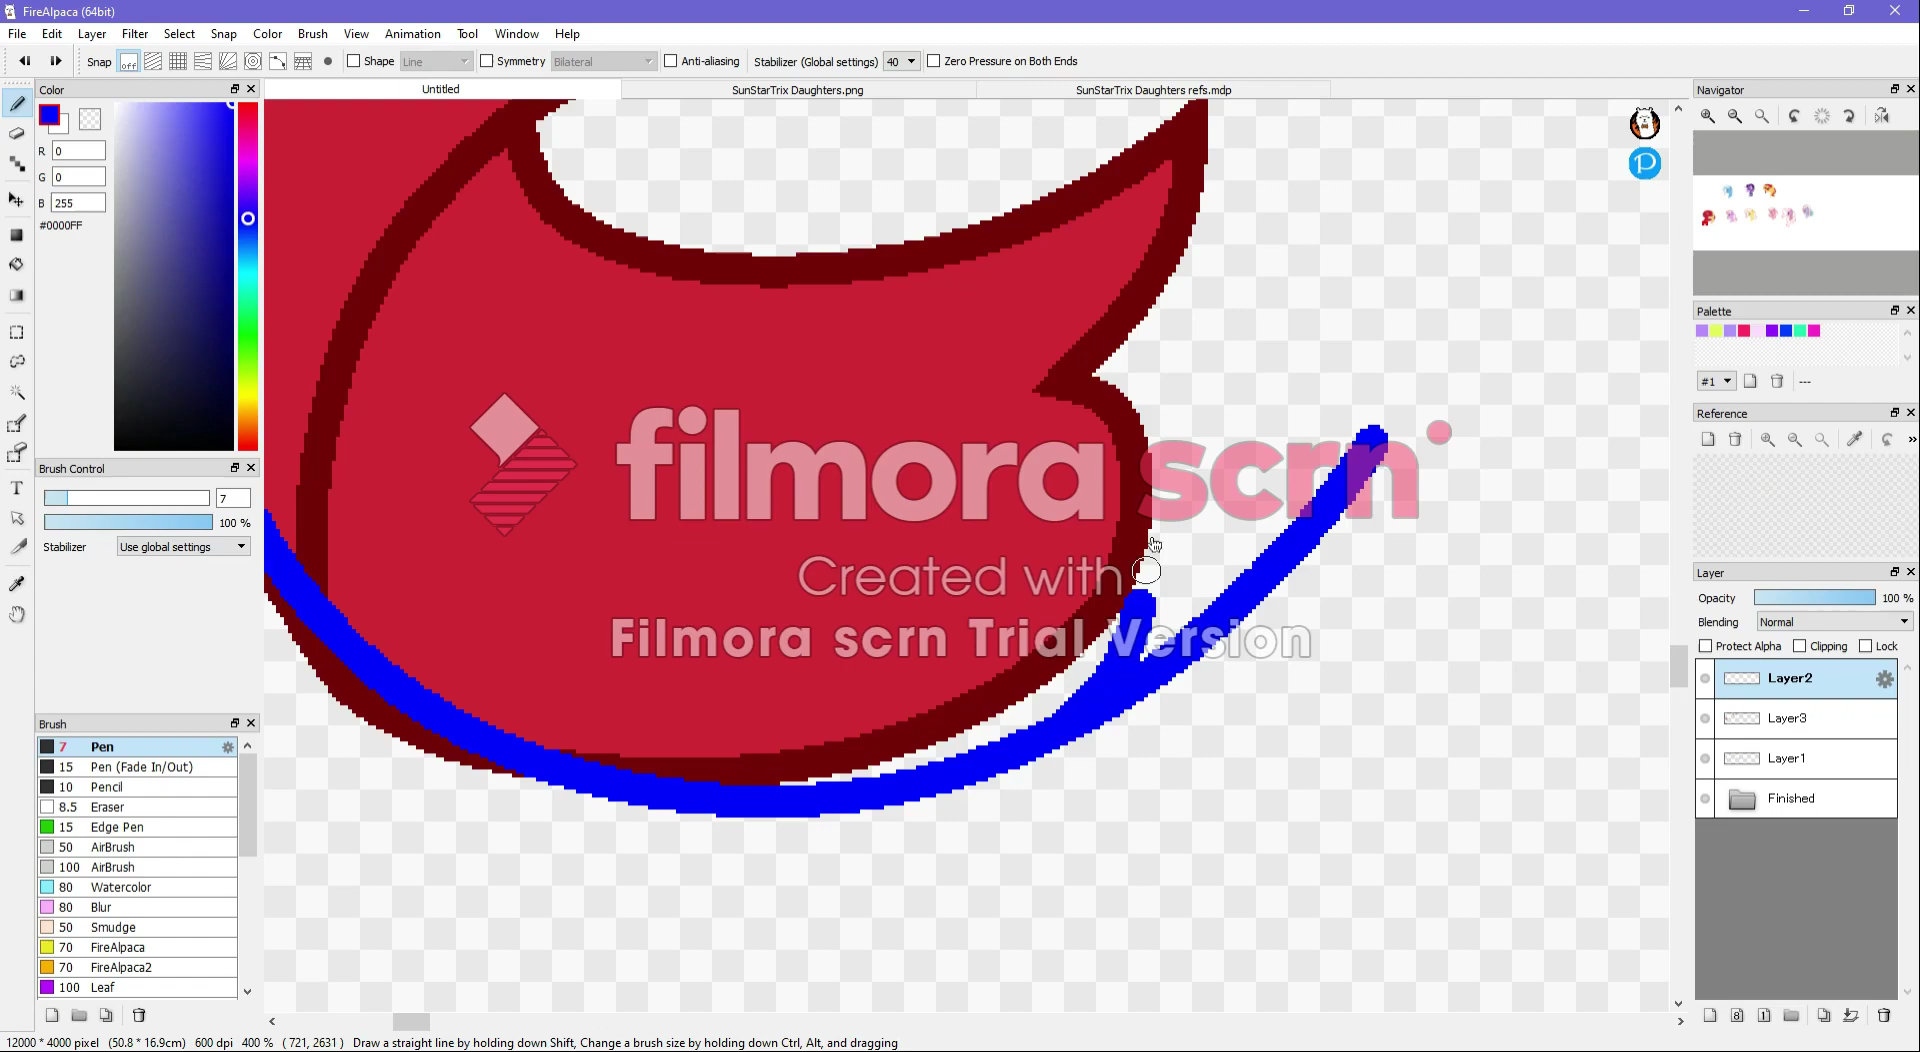 FireAlpaca (64bit)
File Edit Layer Filter Select Snap Color Brush View Animation Tool Window Help
Snap off Shape Line Symmetry Bilateral Anti-aliasing Stabilizer (Global settings) 40 Zero Pressure on Both Ends
Color
R 0
G 0
B 255
#0000FF
Brush Control
7
100 %
Stabilizer Use global settings
Brush
7 Pen
15 Pen (Fade In/Out)
10 Pencil
8.5 Eraser
15 Edge Pen
50 AirBrush
100 AirBrush
80 Watercolor
80 Blur
50 Smudge
70 FireAlpaca
70 FireAlpaca2
100 Leaf
Untitled SunStarTrix Daughters.png SunStarTrix Daughters refs.mdp
filmora scrn
Created with
Filmora scrn Trial Version
Navigator
Palette
#1 ---
Reference
Layer
Opacity 100 %
Blending Normal
Protect Alpha Clipping Lock
Layer2
Layer3
Layer1
Finished
12000 * 4000 pixel (50.8 * 16.9cm) 600 dpi 400 % ( 721, 2631 ) Draw a straight line by holding down Shift, Change a brush size by holding down Ctrl, Alt, and dragging